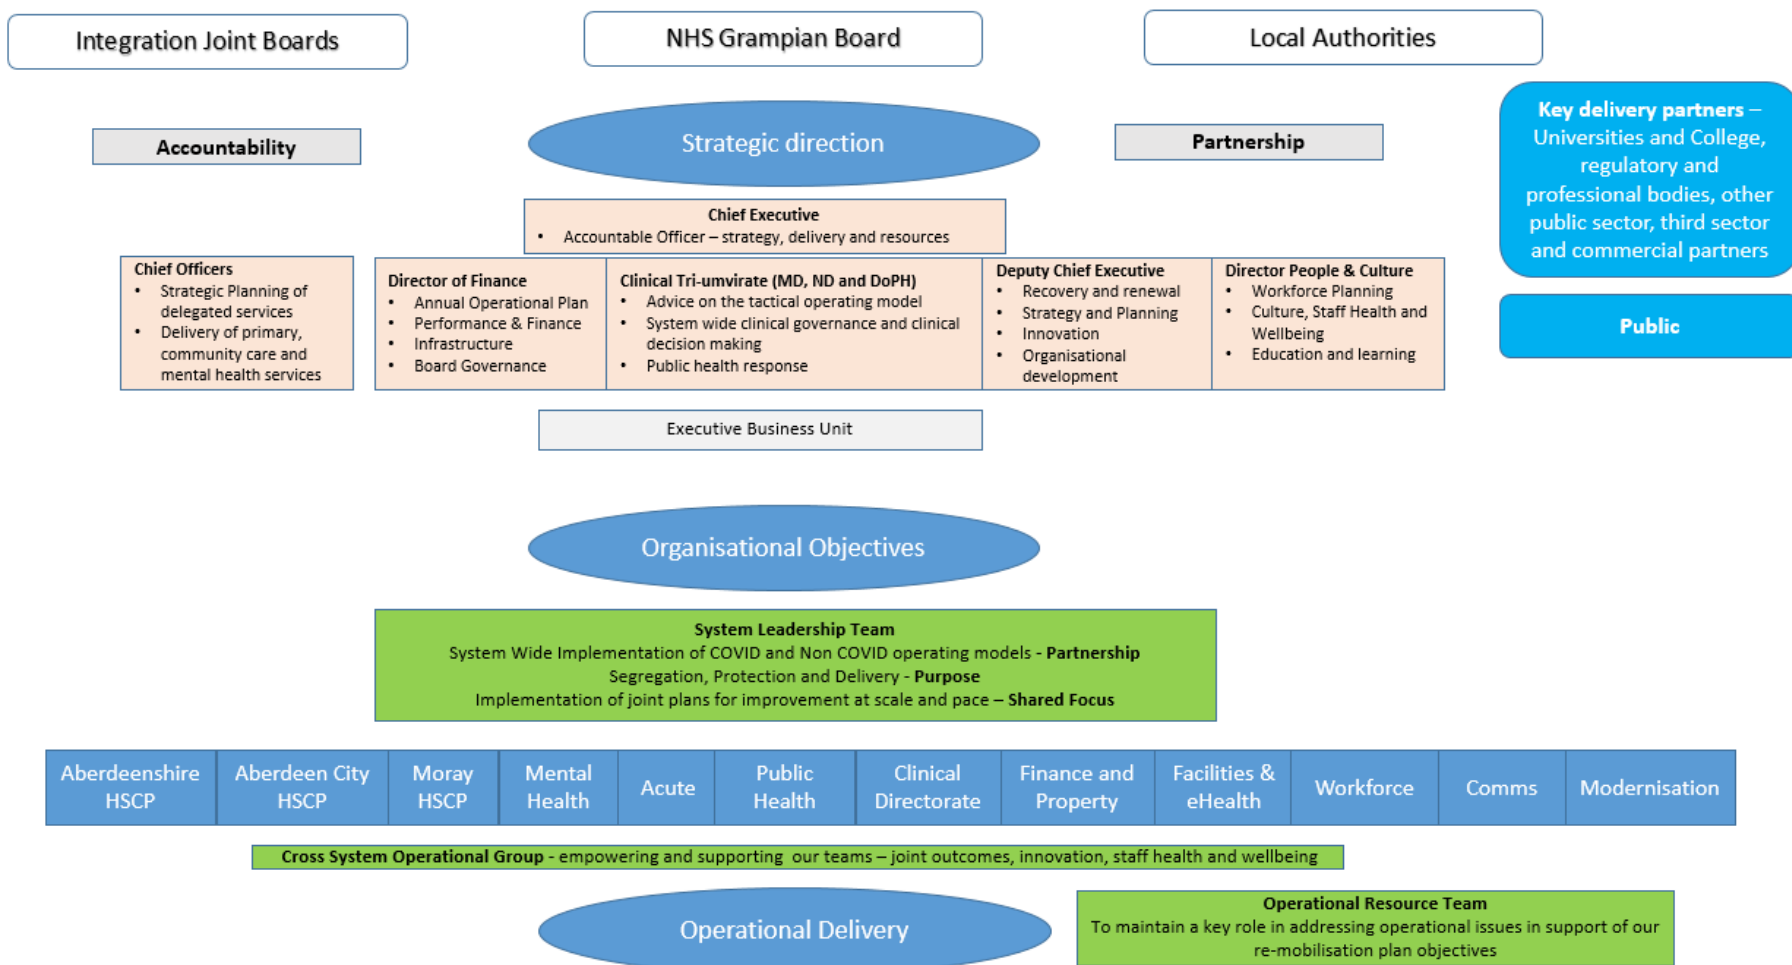 Integration Joint Boards
NHS Grampian Board
Local Authorities
Accountability
Strategic direction
Partnership
Key delivery partners –
Universities and College,
regulatory and
professional bodies, other
public sector, third sector
and commercial partners
Public
Chief Executive
• Accountable Officer – strategy, delivery and resources
Chief Officers
• Strategic Planning of
delegated services
• Delivery of primary,
community care and
mental health services
Director of Finance
• Annual Operational Plan
• Performance & Finance
• Infrastructure
• Board Governance
Clinical Tri-umvirate (MD, ND and DoPH)
• Advice on the tactical operating model
• System wide clinical governance and clinical
decision making
• Public health response
Deputy Chief Executive
• Recovery and renewal
• Strategy and Planning
• Innovation
• Organisational
development
Director People & Culture
• Workforce Planning
• Culture, Staff Health and
Wellbeing
• Education and learning
Executive Business Unit
Organisational Objectives
System Leadership Team
System Wide Implementation of COVID and Non COVID operating models - Partnership
Segregation, Protection and Delivery - Purpose
Implementation of joint plans for improvement at scale and pace – Shared Focus
Aberdeenshire
HSCP
Aberdeen City
HSCP
Moray
HSCP
Mental
Health
Acute
Public
Health
Clinical
Directorate
Finance and
Property
Facilities &
eHealth
Workforce
Comms
Modernisation
Cross System Operational Group - empowering and supporting our teams – joint outcomes, innovation, staff health and wellbeing
Operational Delivery
Operational Resource Team
To maintain a key role in addressing operational issues in support of our
re-mobilisation plan objectives